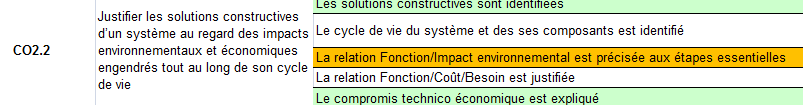 Les solutions constructives sont identifiées
Justifier les solutions constructives
d'un système au regard des impacts
environnementaux et économiques
engendrés tout au long de son cycle
de vie
CO2.2
Le cycle de vie du système et des ses composants est identifié
La relation Fonction/Impact environnemental est précisée aux étapes essentielles
La relation Fonction/Coût/Besoin est justifiée
Le compromis technico économique est expliqué